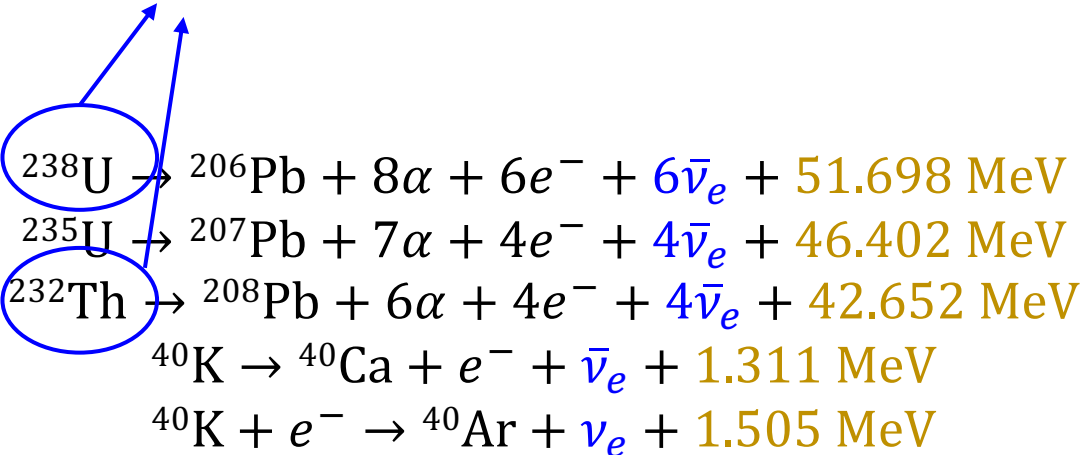 ²³⁸U → ²⁰⁶Pb + 8α + 6e⁻ + 6ν̄ₑ + 51.698 MeV
²³⁵U → ²⁰⁷Pb + 7α + 4e⁻ + 4ν̄ₑ + 46.402 MeV
²³²Th → ²⁰⁸Pb + 6α + 4e⁻ + 4ν̄ₑ + 42.652 MeV
⁴⁰K → ⁴⁰Ca + e⁻ + ν̄ₑ + 1.311 MeV
⁴⁰K + e⁻ → ⁴⁰Ar + νₑ + 1.505 MeV